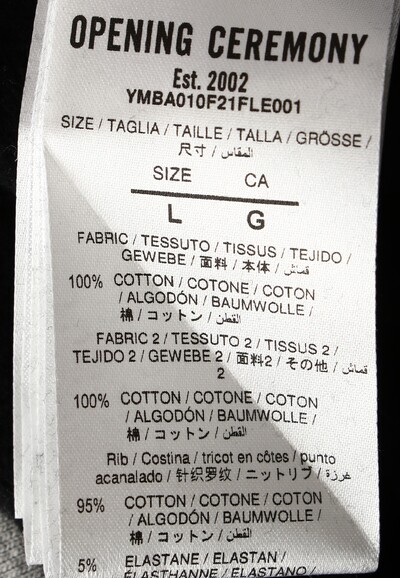 OPENING CEREMONY
Est. 2002
YMBA010F21FLE001
SIZE / TAGLIA / TAILLE / TALLA / GRÖSSE /
尺寸 / المقاس
SIZE CA
L G
FABRIC / TESSUTO / TISSUS / TEJIDO /
GEWEBE / 面料 / 本体 / قماش
100% COTTON / COTONE / COTON
/ ALGODÓN / BAUMWOLLE /
棉 / コットン / القطن
FABRIC 2 / TESSUTO 2 / TISSUS 2 /
TEJIDO 2 / GEWEBE 2 / 面料2 / その他 / قماش
2
100% COTTON / COTONE / COTON
/ ALGODÓN / BAUMWOLLE /
棉 / コットン / القطن
Rib / Costina / tricot en côtes / punto
acanalado / 针织罗纹 / ニットリブ / غرزة
95% COTTON / COTONE / COTON
/ ALGODÓN / BAUMWOLLE /
棉 / コットン / القطن
5% ELASTANE / ELASTAN /
ÉLASTHANNE / ELASTANO /